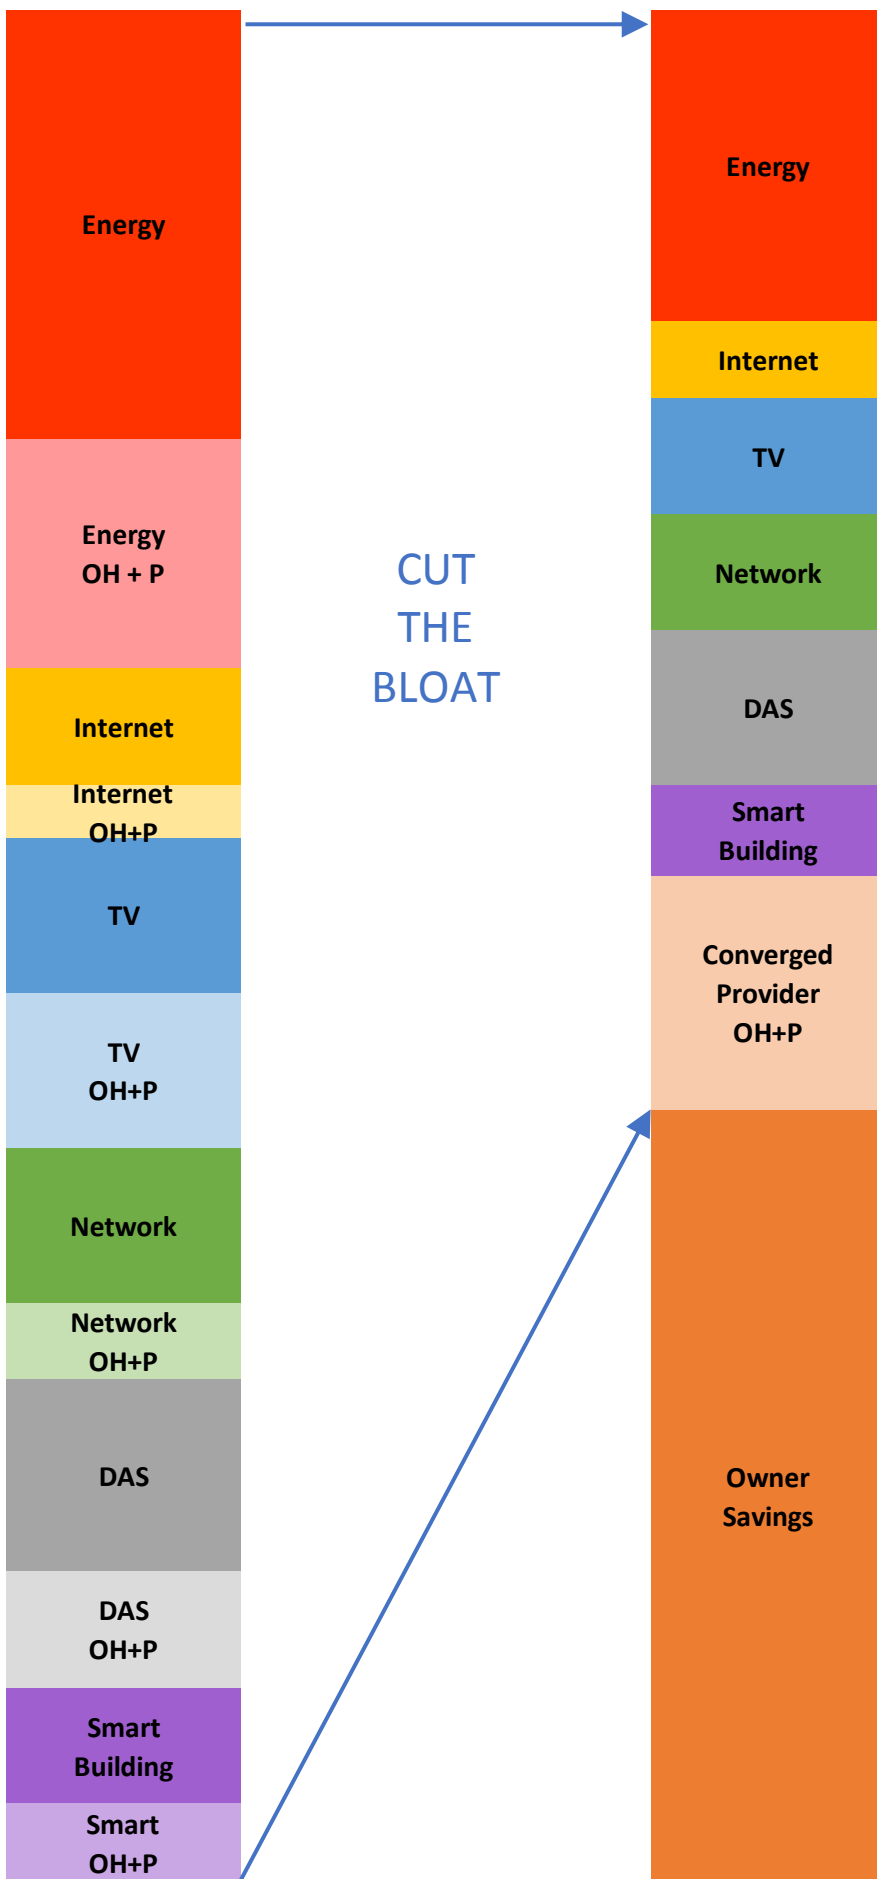 Energy
Energy
OH + P
Internet
Internet
OH+P
TV
TV
OH+P
Network
Network
OH+P
DAS
DAS
OH+P
Smart
Building
Smart
OH+P
CUT
THE
BLOAT
Energy
Internet
TV
Network
DAS
Smart
Building
Converged
Provider
OH+P
Owner
Savings